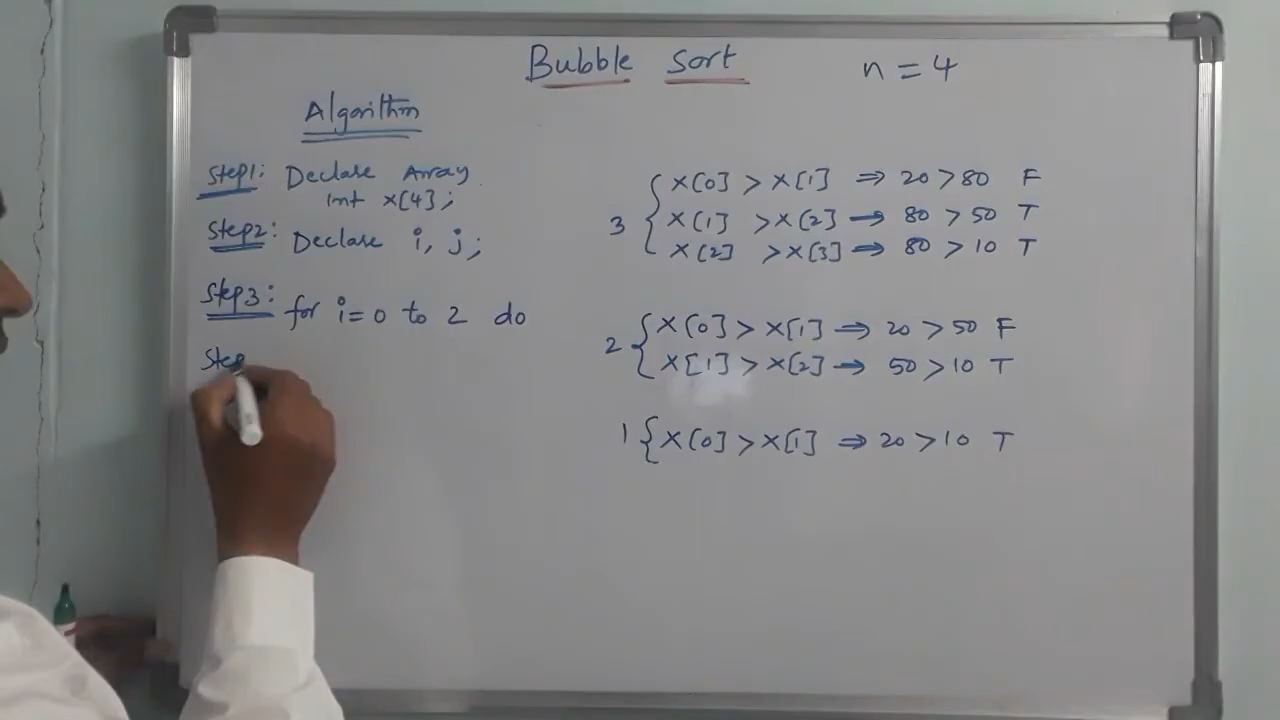 Bubble Sort n = 4
Algorithm
Step1: Declare Array
int x[4];
Step2: Declare i, j;
Step3: for i=0 to 2 do
Step
3 { X[0] > X[1] ⇒ 20 > 80 F
X[1] > X[2] → 80 > 50 T
X[2] > X[3] ⇒ 80 > 10 T
2 { X[0] > X[1] ⇒ 20 > 50 F
X[1] > X[2] → 50 > 10 T
1 { X[0] > X[1] ⇒ 20 > 10 T